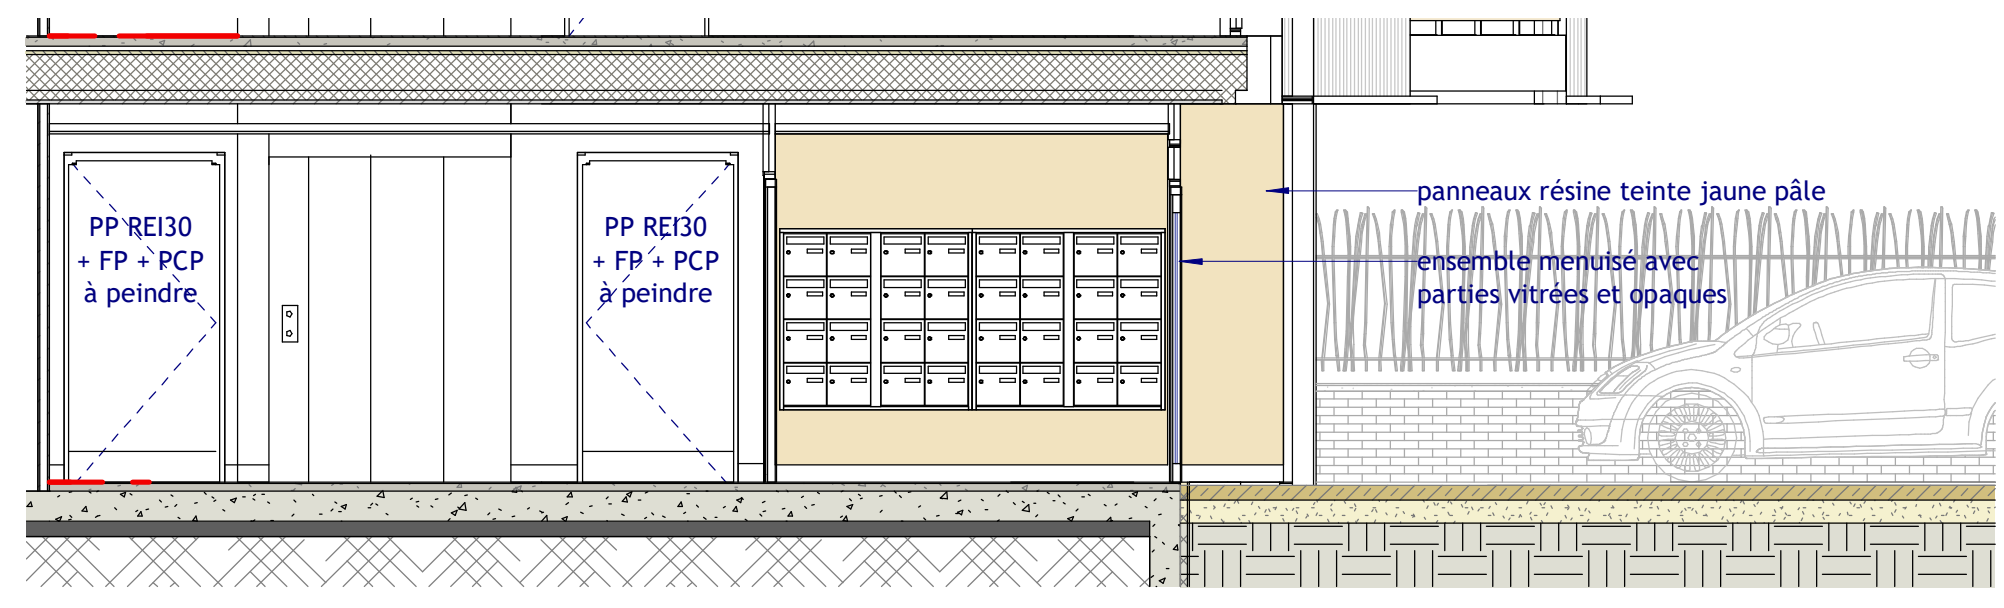 PP REI30
+ FP + PCP
à peindre
PP REI30
+ FP + PCP
à peindre
panneaux résine teinte jaune pâle
ensemble menuisé avec
parties vitrées et opaques